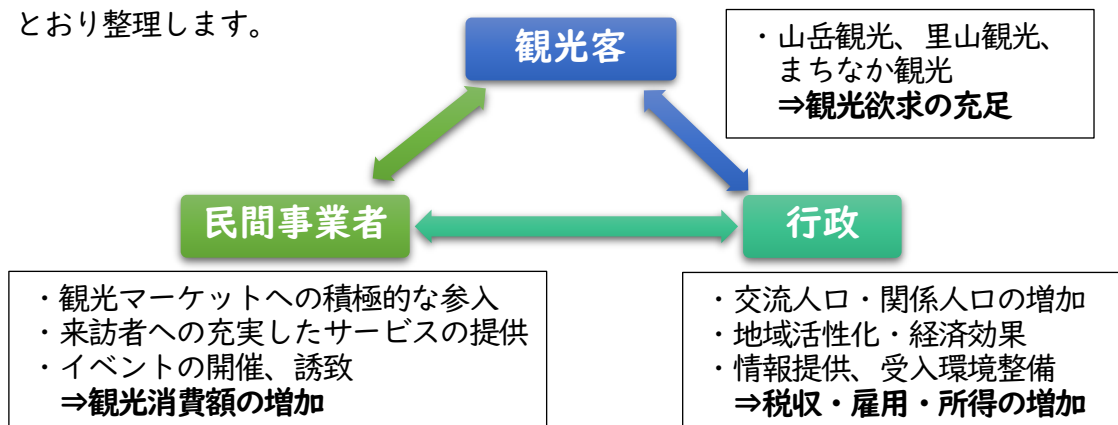 とおり整理します。
観光客
・山岳観光、里山観光、
まちなか観光
⇒観光欲求の充足
民間事業者
行政
・観光マーケットへの積極的な参入
・来訪者への充実したサービスの提供
・イベントの開催、誘致
⇒観光消費額の増加
・交流人口・関係人口の増加
・地域活性化・経済効果
・情報提供、受入環境整備
⇒税収・雇用・所得の増加